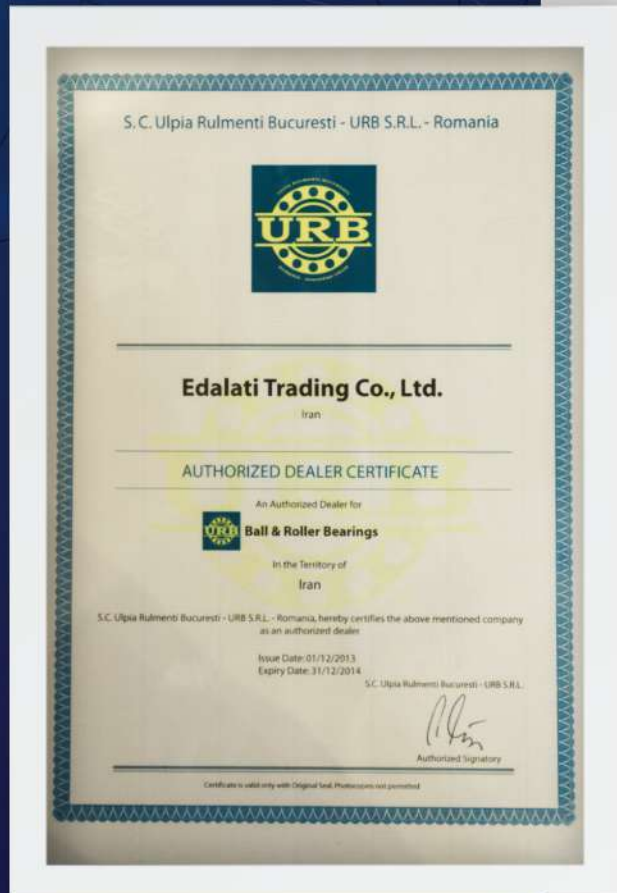 S. C. Ulpia Rulmenti Bucuresti - URB S.R.L. - Romania
URB
Edalati Trading Co., Ltd.
Iran
AUTHORIZED DEALER CERTIFICATE
An Authorized Dealer for
URB Ball & Roller Bearings
In the Territory of
Iran
S.C. Ulpia Rulmenti Bucuresti - URB S.R.L. - Romania, hereby certifies the above mentioned company
as an authorized dealer
Issue Date: 01/12/2013
Expiry Date: 31/12/2014
S.C. Ulpia Rulmenti Bucuresti - URB S.R.L.
Authorized Signatory
Certificate is valid only with Original Seal, Photocopies not permitted